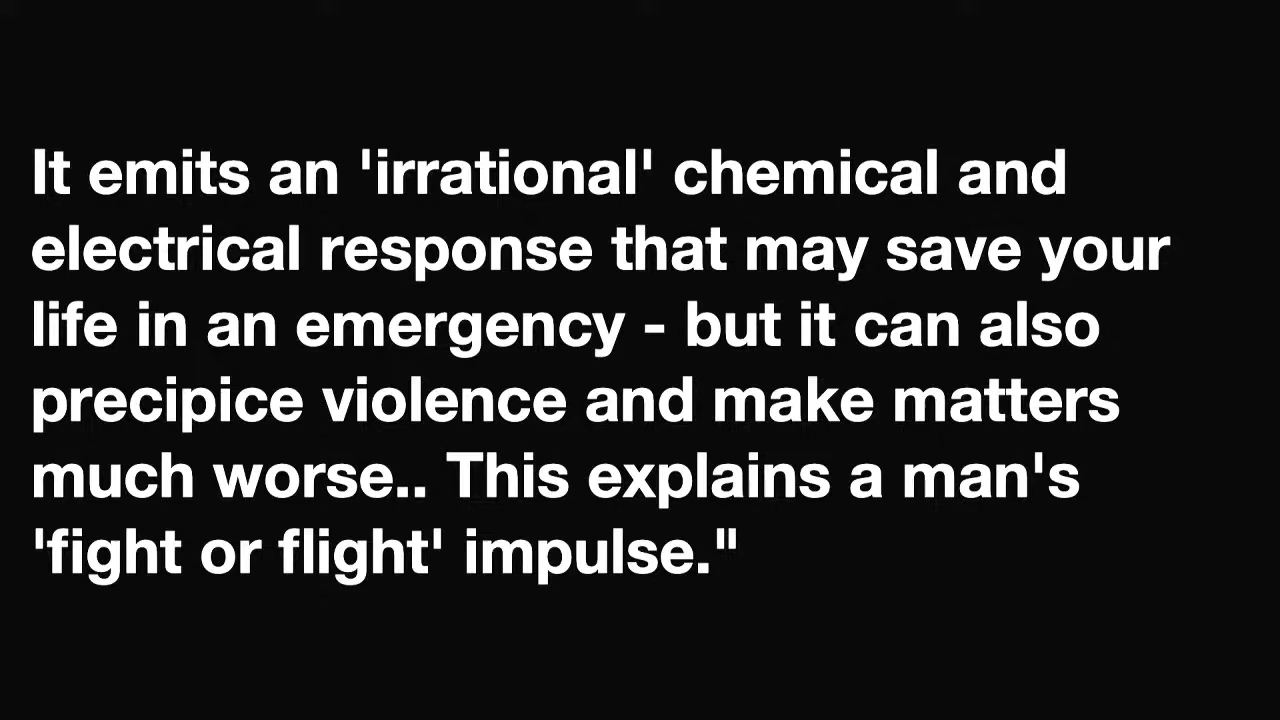 It emits an 'irrational' chemical and
electrical response that may save your
life in an emergency - but it can also
precipice violence and make matters
much worse.. This explains a man's
'fight or flight' impulse."